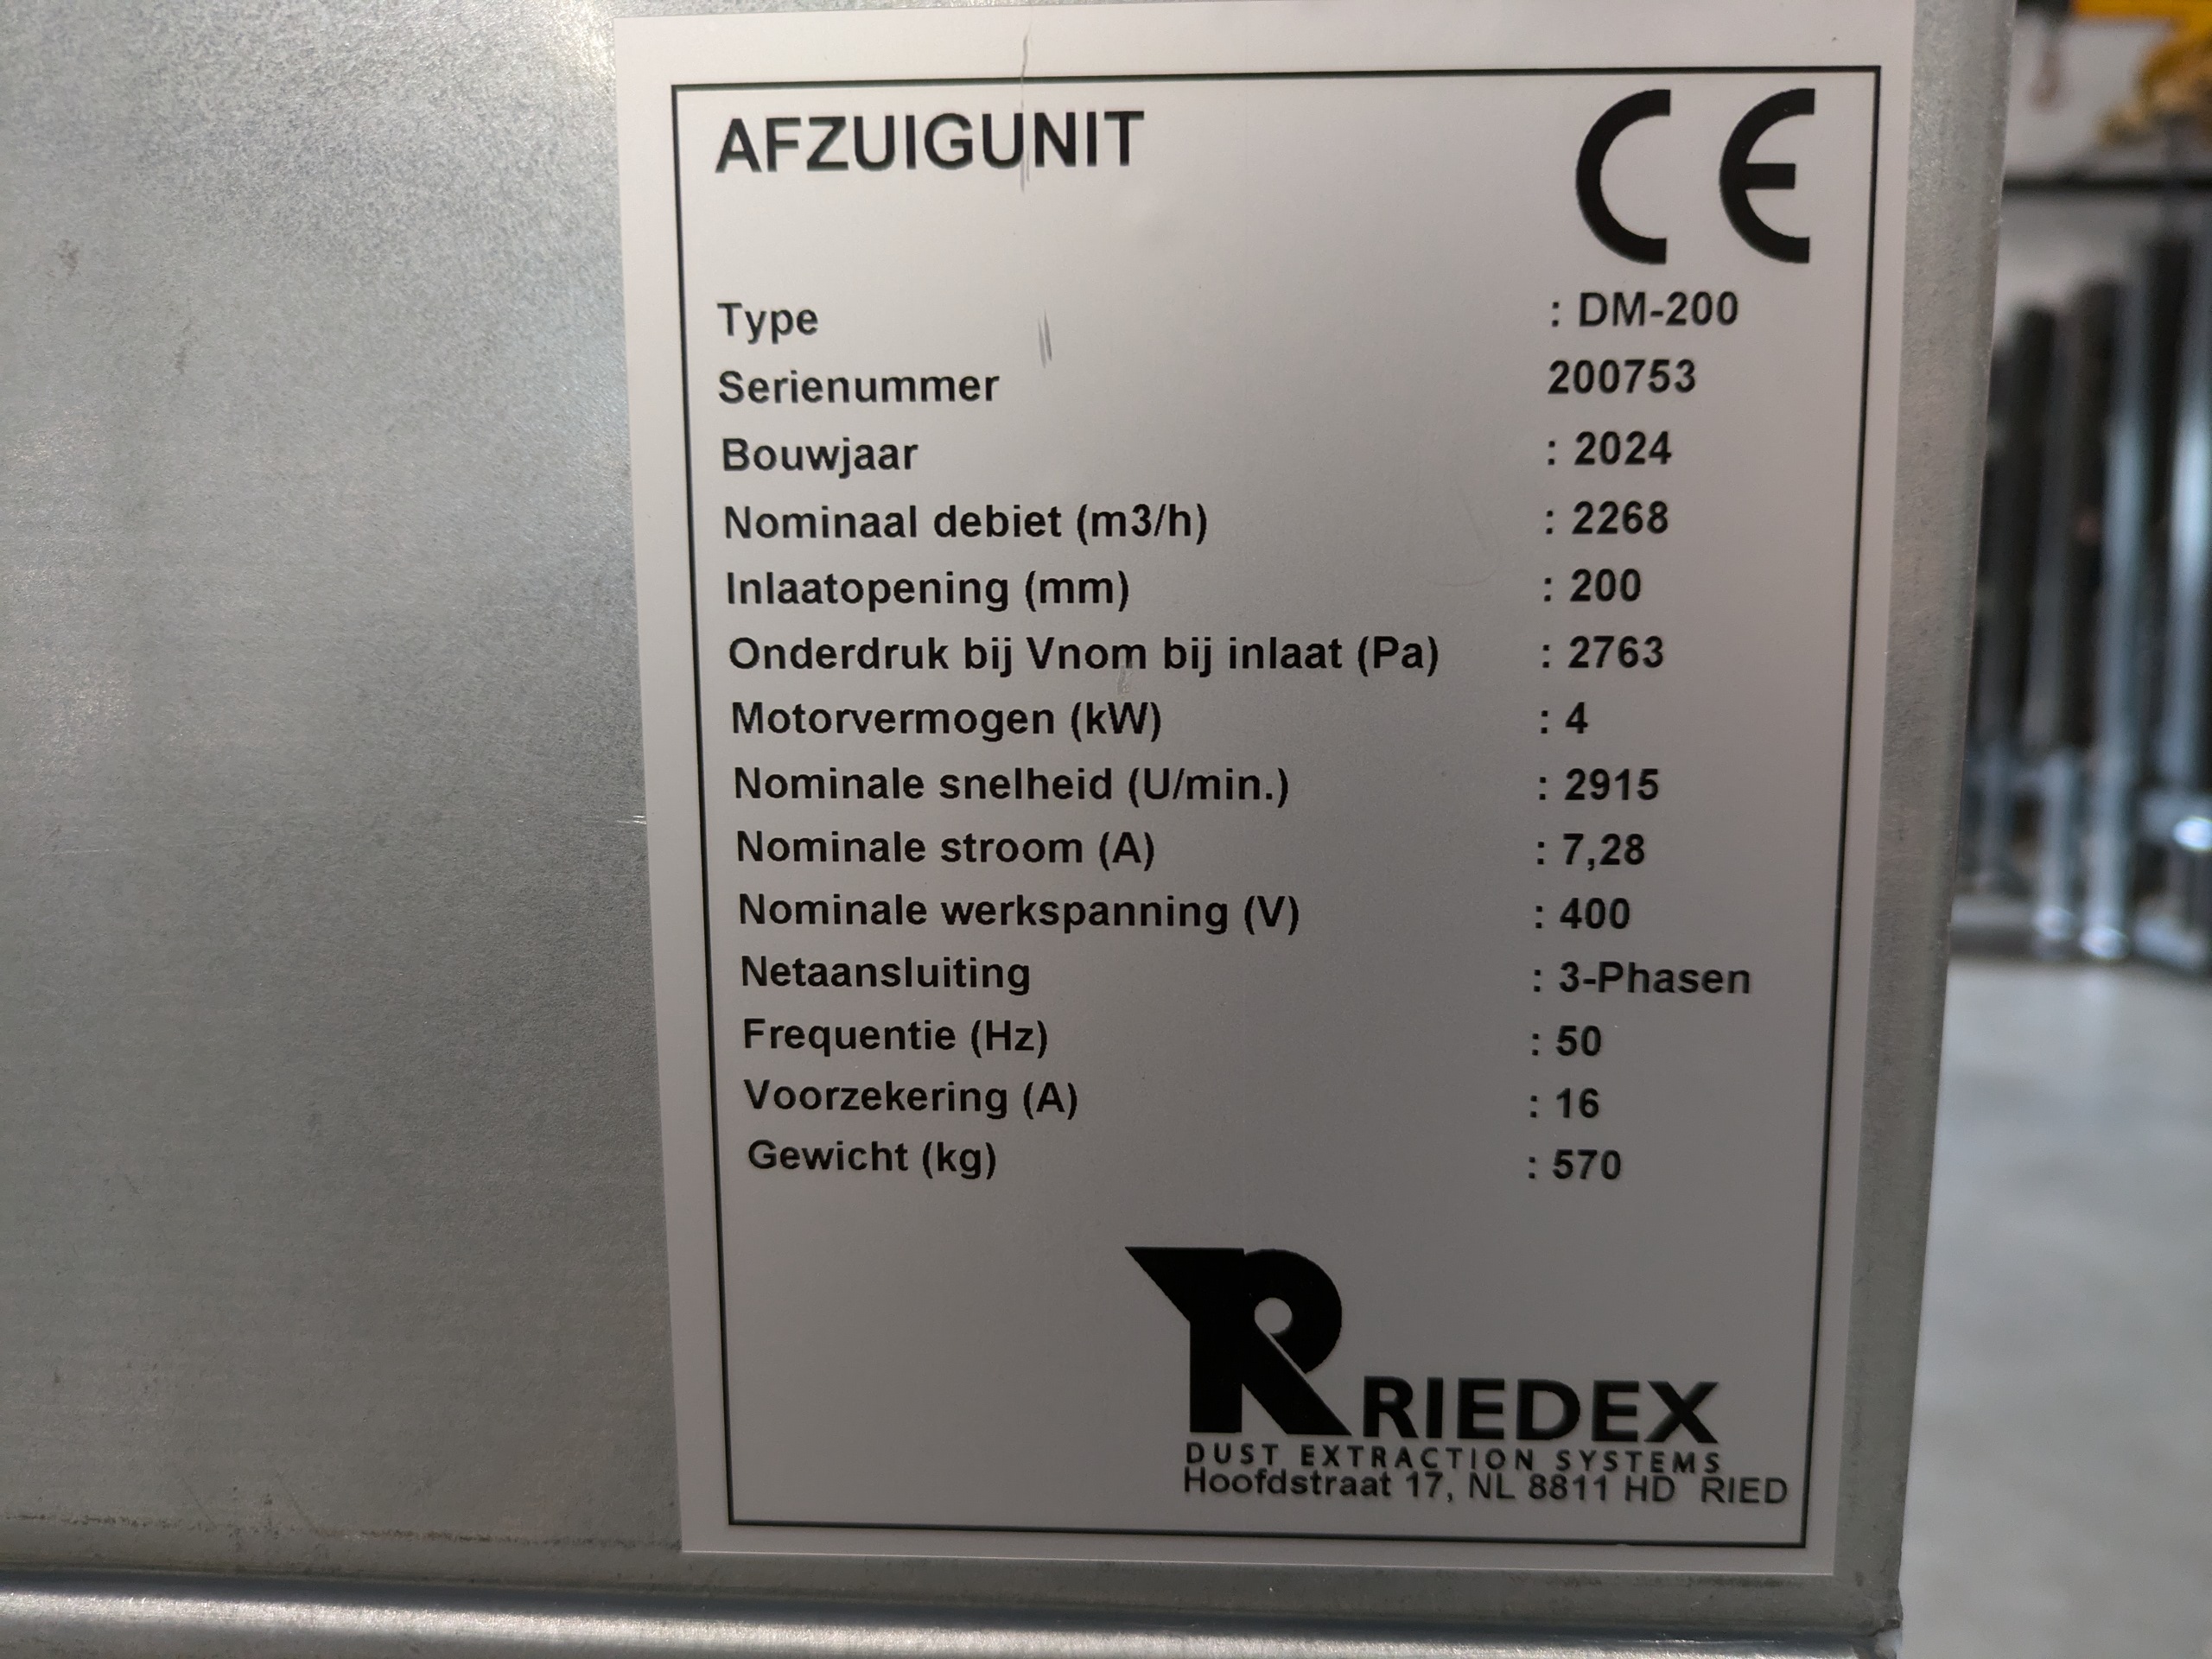 AFZUIGUNIT CE
Type : DM-200
Serienummer 200753
Bouwjaar : 2024
Nominaal debiet (m3/h) : 2268
Inlaatopening (mm) : 200
Onderdruk bij Vnom bij inlaat (Pa) : 2763
Motorvermogen (kW) : 4
Nominale snelheid (U/min.) : 2915
Nominale stroom (A) : 7,28
Nominale werkspanning (V) : 400
Netaansluiting : 3-Phasen
Frequentie (Hz) : 50
Voorzekering (A) : 16
Gewicht (kg) : 570
RIEDEX
DUST EXTRACTION SYSTEMS
Hoofdstraat 17, NL 8811 HD RIED